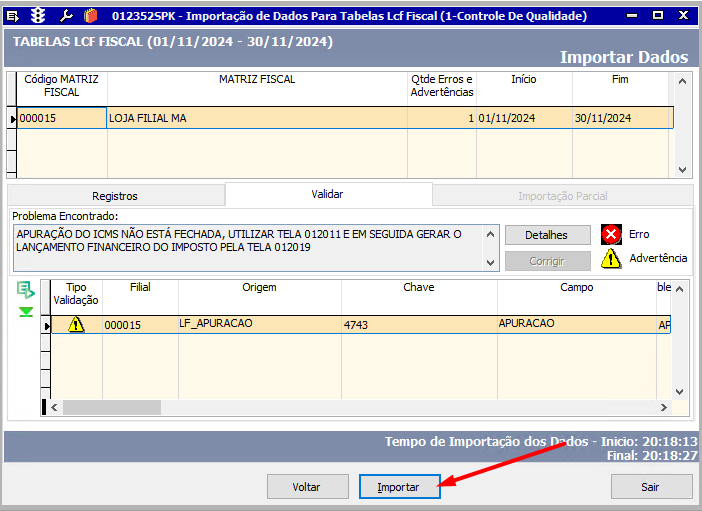 012352SPK - Importação de Dados Para Tabelas Lcf Fiscal (1-Controle De Qualidade)
TABELAS LCF FISCAL (01/11/2024 - 30/11/2024)
Importar Dados
Código MATRIZ FISCAL MATRIZ FISCAL Qtde Erros e Advertências Início Fim
000015 LOJA FILIAL MA 1 01/11/2024 30/11/2024
Registros Validar Importação Parcial
Problema Encontrado:
APURAÇÃO DO ICMS NÃO ESTÁ FECHADA, UTILIZAR TELA 012011 E EM SEGUIDA GERAR O
LANÇAMENTO FINANCEIRO DO IMPOSTO PELA TELA 012019
Detalhes Erro
Corrigir Advertência
Tipo Validação Filial Origem Chave Campo ble
000015 LF_APURACAO 4743 APURACAO AP
Tempo de Importação dos Dados - Inicio: 20:18:13
Final: 20:18:27
Voltar Importar Sair